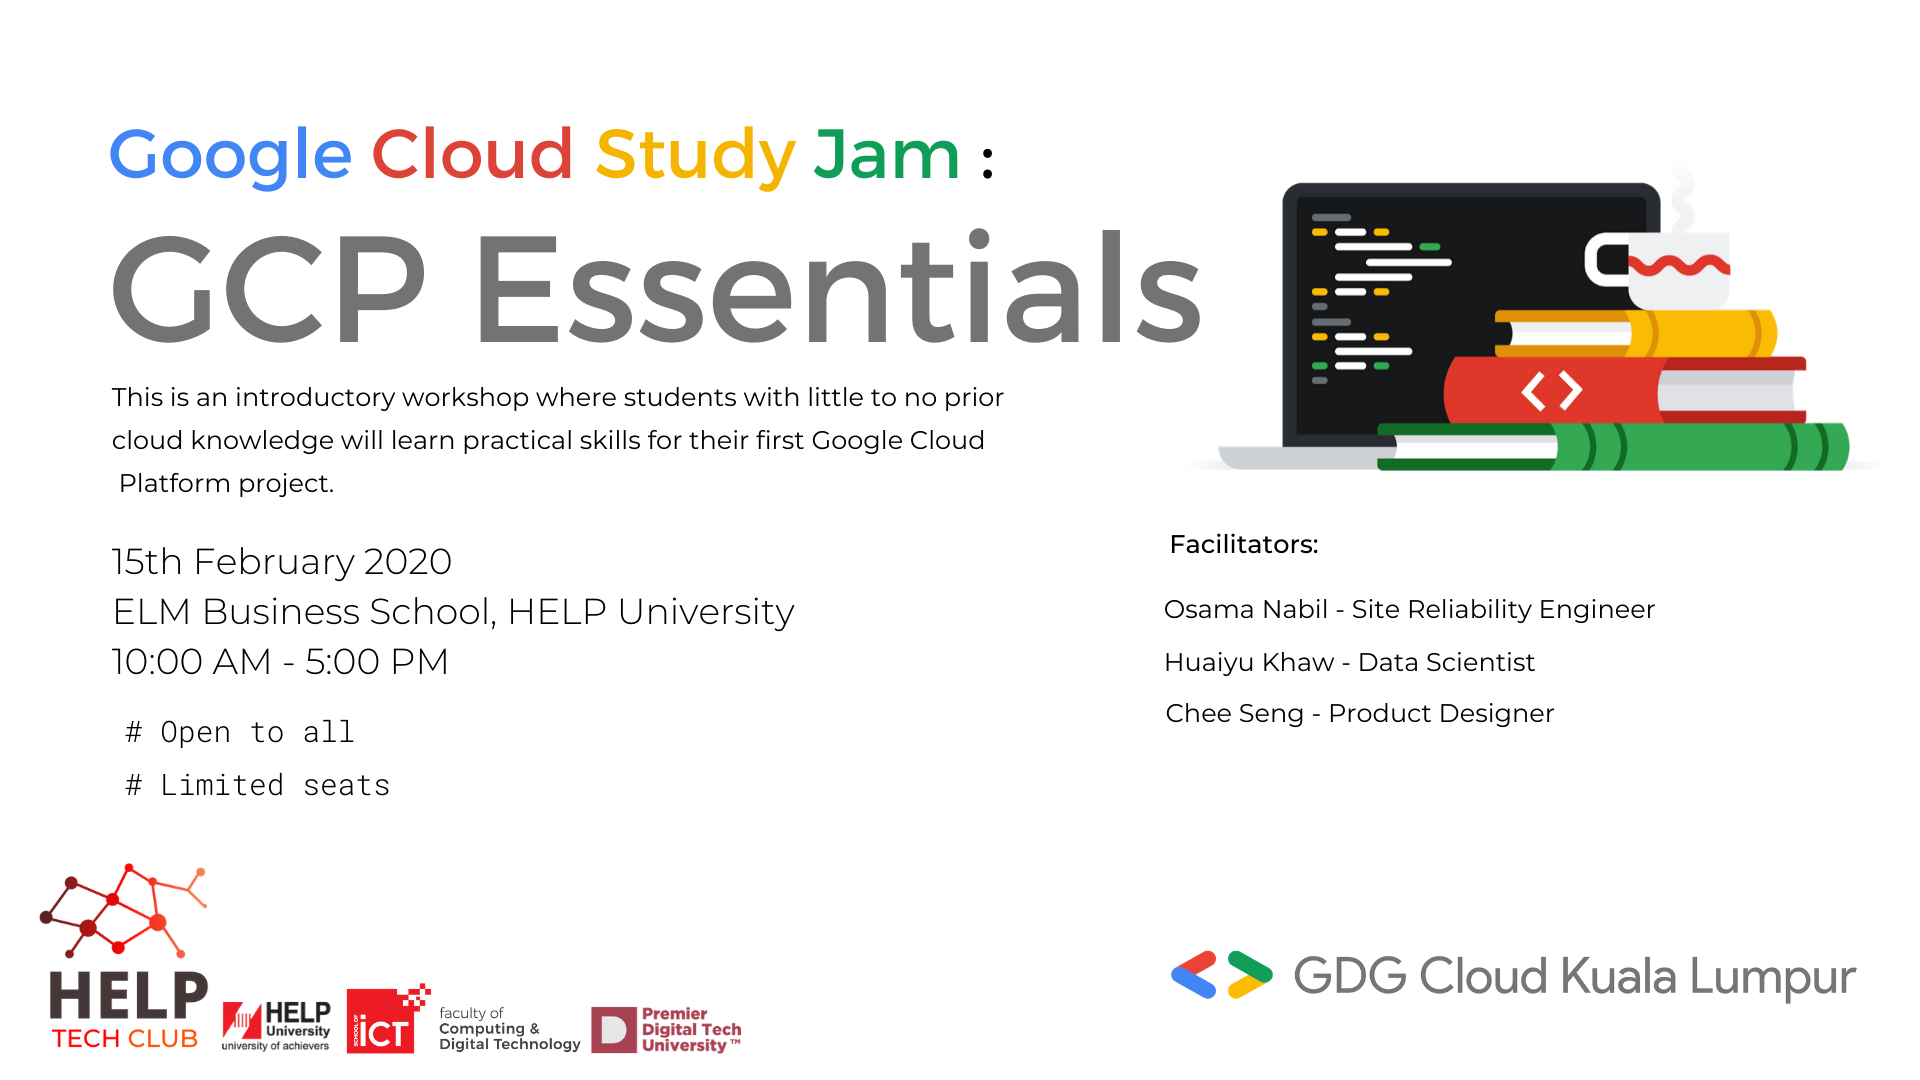 Google Cloud Study Jam :
GCP Essentials
This is an introductory workshop where students with little to no prior
cloud knowledge will learn practical skills for their first Google Cloud
Platform project.
15th February 2020
ELM Business School, HELP University
10:00 AM - 5:00 PM
# Open to all
# Limited seats
Facilitators:
Osama Nabil - Site Reliability Engineer
Huaiyu Khaw - Data Scientist
Chee Seng - Product Designer
HELP
TECH CLUB
HELP
University
university of achievers
SCHOOL OF
iCT
faculty of
Computing &
Digital Technology
D
Premier
Digital Tech
University™
GDG Cloud Kuala Lumpur